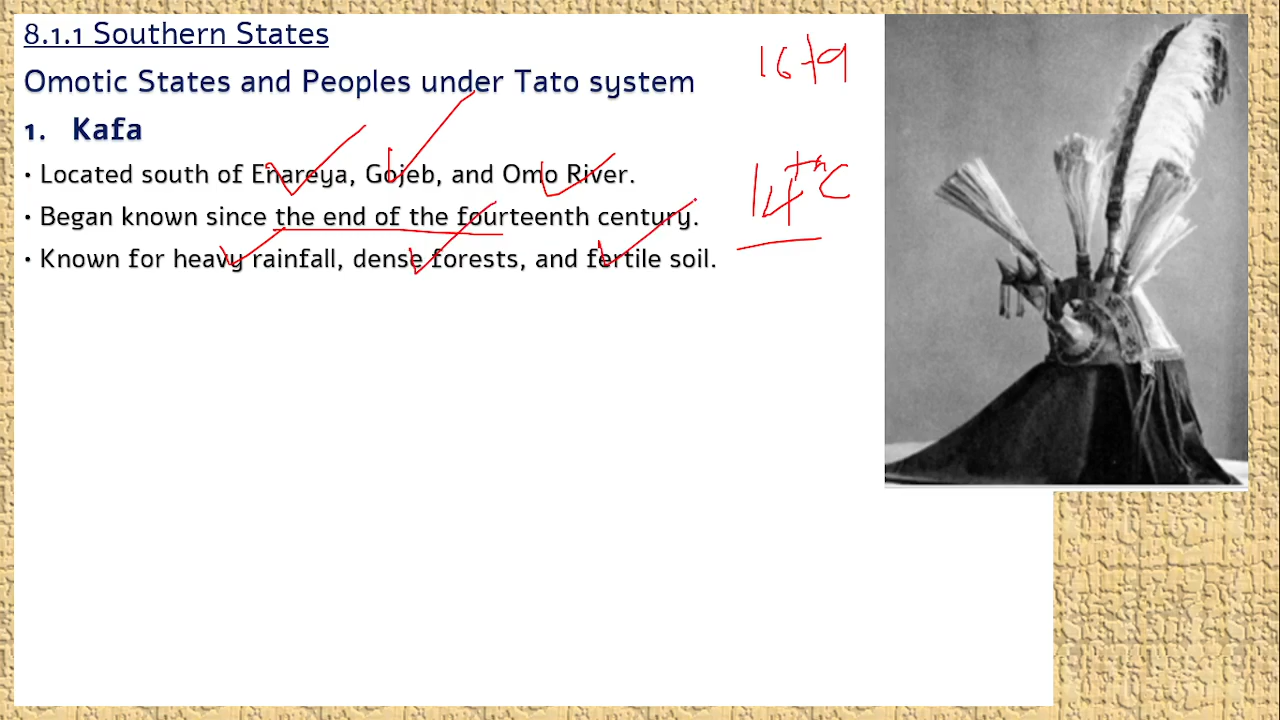 8.1.1 Southern States
Omotic States and Peoples under Tato system
1. Kafa
• Located south of Enareya, Gojeb, and Omo River.
• Began known since the end of the fourteenth century.
• Known for heavy rainfall, dense forests, and fertile soil.
14th C